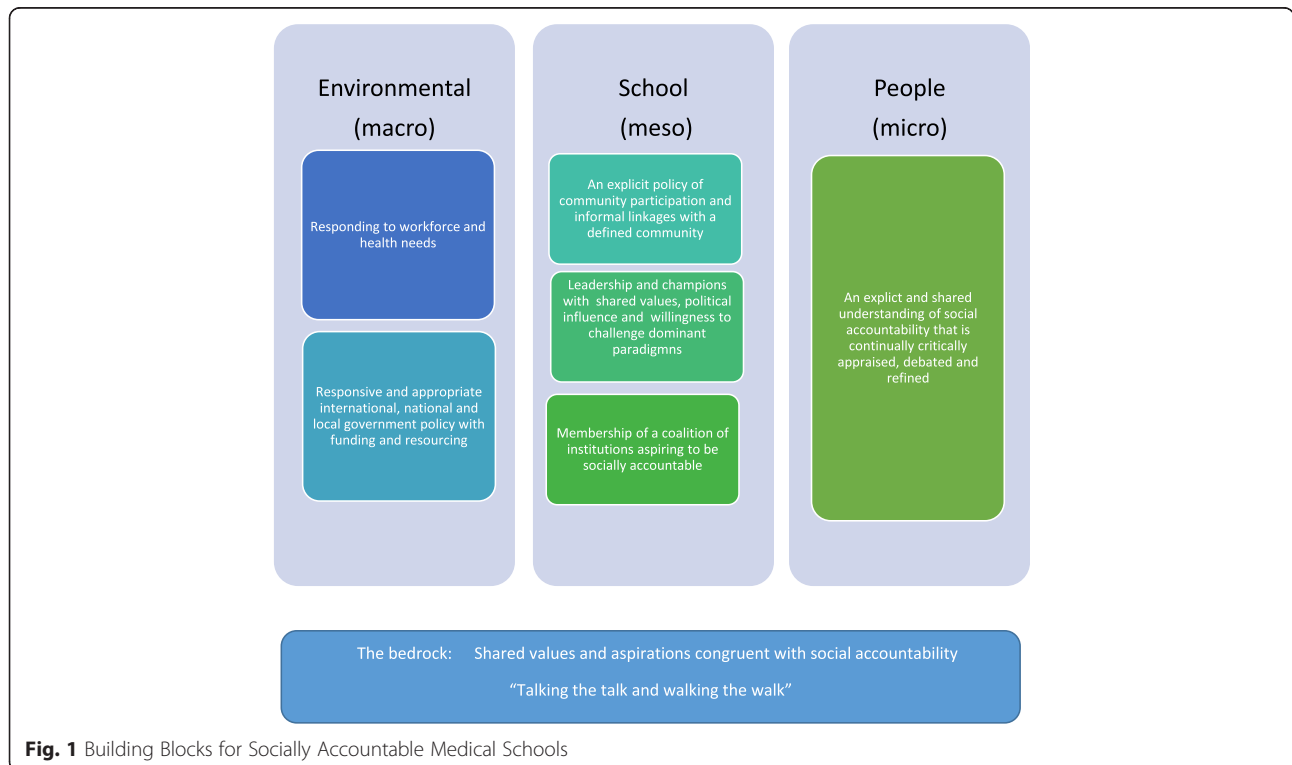 Environmental
(macro)
Responding to workforce and
health needs
Responsive and appropriate
international, national and
local government policy with
funding and resourcing
School
(meso)
An explicit policy of
community participation and
informal linkages with a
defined community
Leadership and champions
with shared values, political
influence and willingness to
challenge dominant
paradigmns
Membership of a coalition of
institutions aspiring to be
socially accountable
People
(micro)
An explict and shared
understanding of social
accountability that is
continually critically
appraised, debated and
refined
The bedrock: Shared values and aspirations congruent with social accountability
“Talking the talk and walking the walk”
Fig. 1 Building Blocks for Socially Accountable Medical Schools